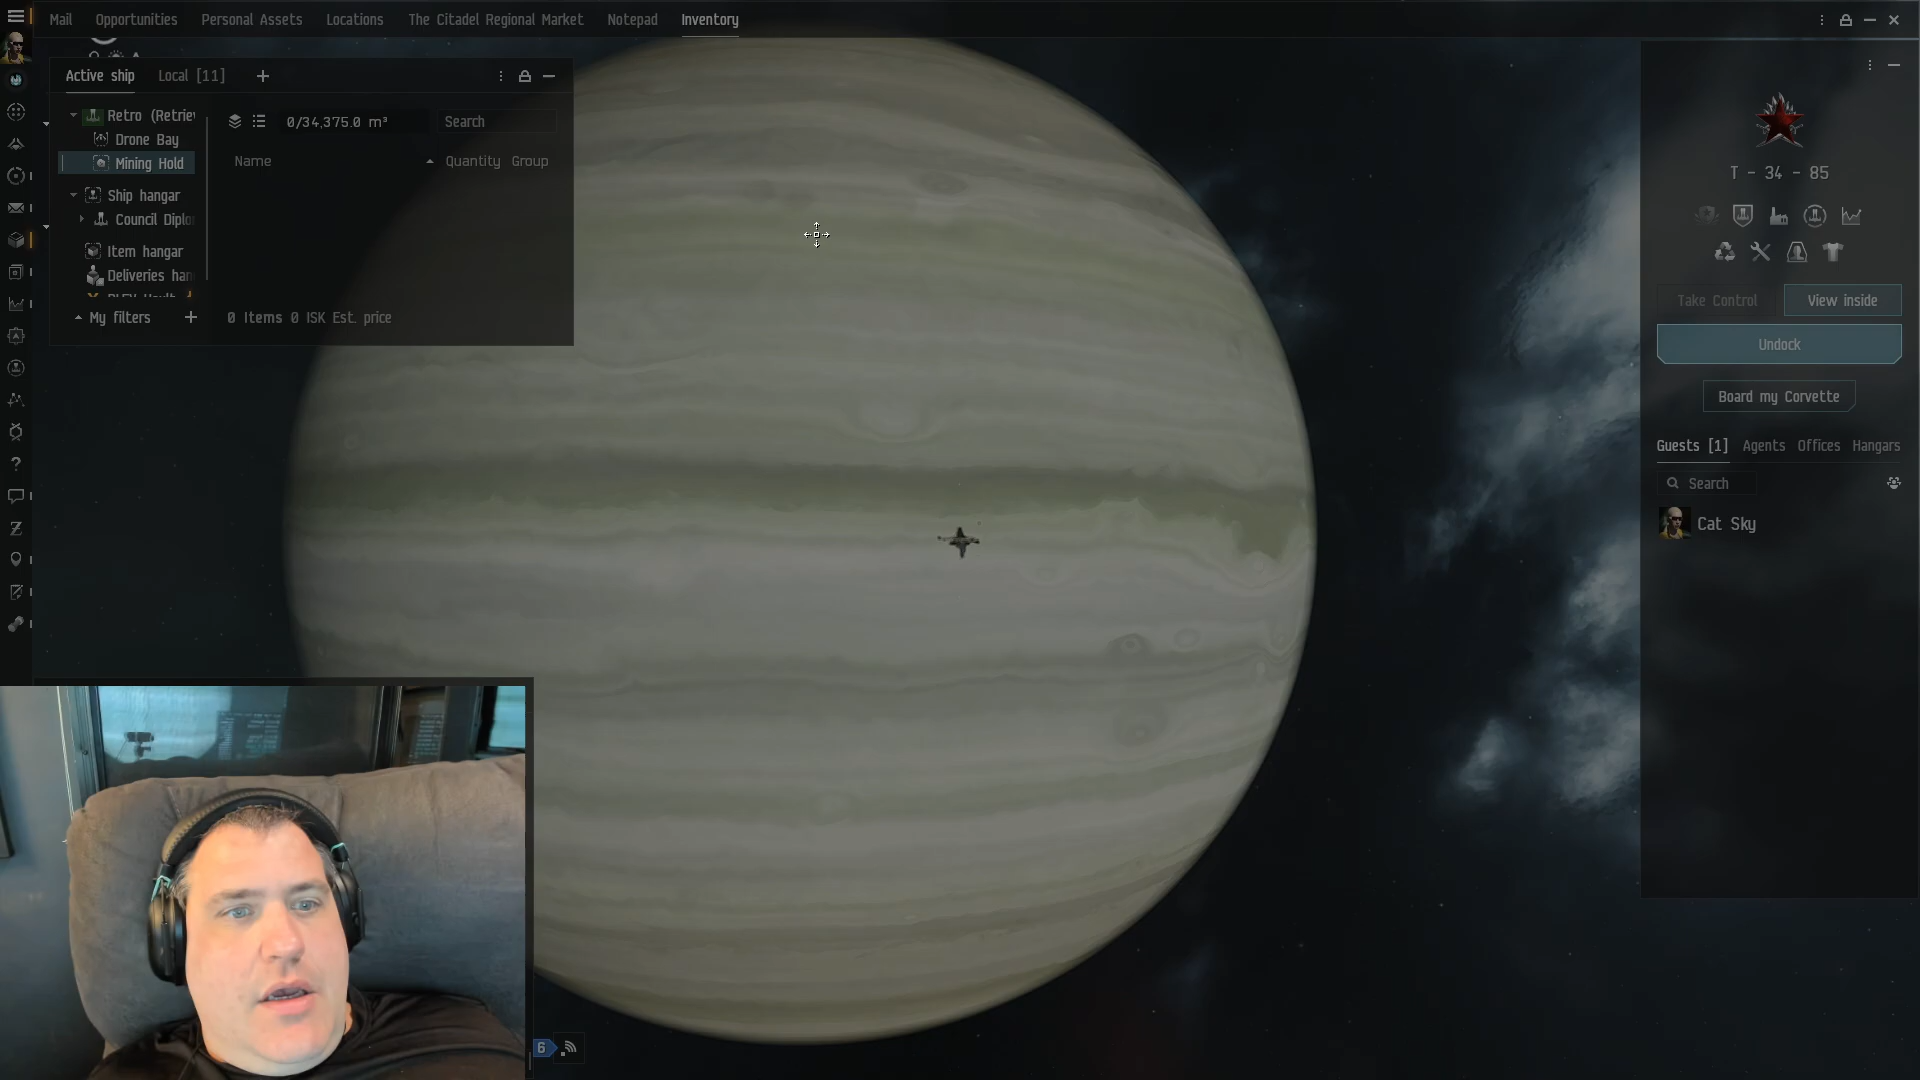 Mail Opportunities Personal Assets Locations The Citadel Regional Market Notepad Inventory
Active ship Local [11] +
Retro (Retrie
Drone Bay
Mining Hold
Ship hangar
Council Diplo
Item hangar
Deliveries han
My filters +
0/34,375.0 m³ Search
Name Quantity Group
0 Items 0 ISK Est. price
T - 34 - 85
Take Control View inside
Undock
Board my Corvette
Guests [1] Agents Offices Hangars
Search
Cat Sky
6